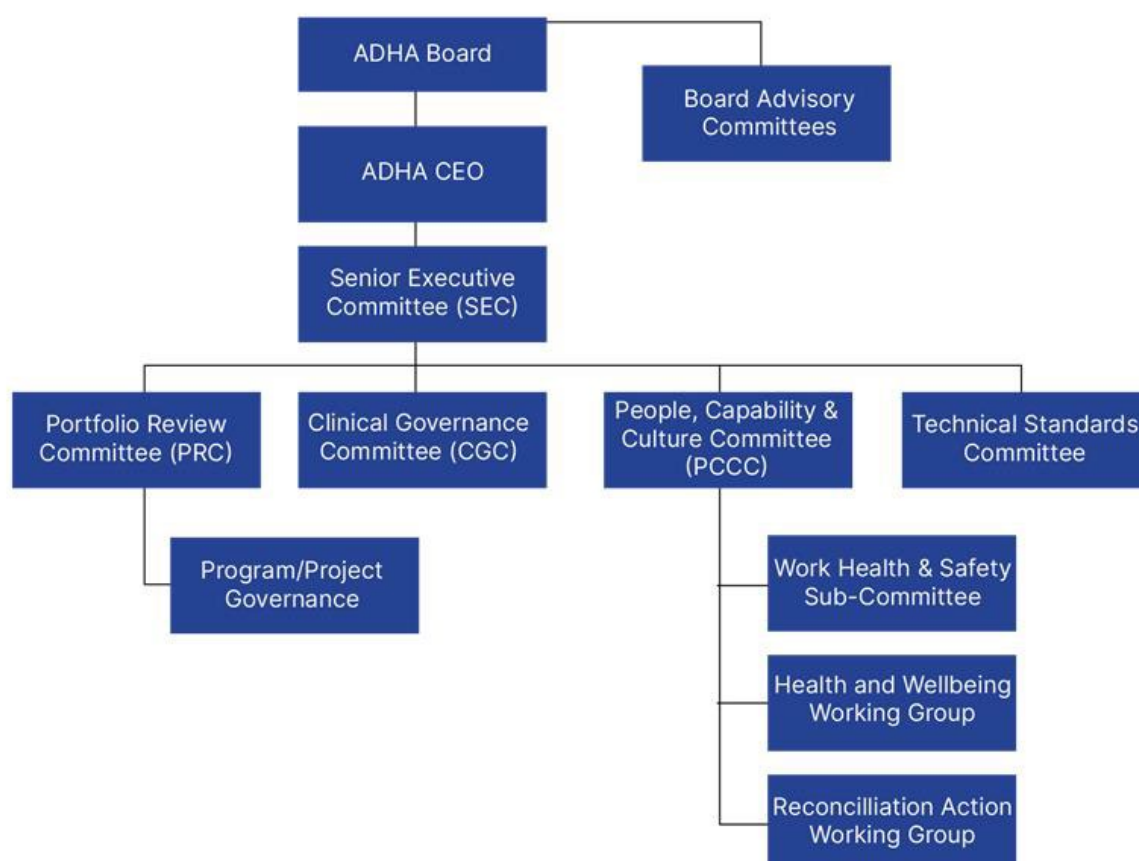 ADHA Board
Board Advisory
Committees
ADHA CEO
Senior Executive
Committee (SEC)
Portfolio Review
Committee (PRC)
Clinical Governance
Committee (CGC)
People, Capability &
Culture Committee
(PCCC)
Technical Standards
Committee
Program/Project
Governance
Work Health & Safety
Sub-Committee
Health and Wellbeing
Working Group
Reconcilliation Action
Working Group